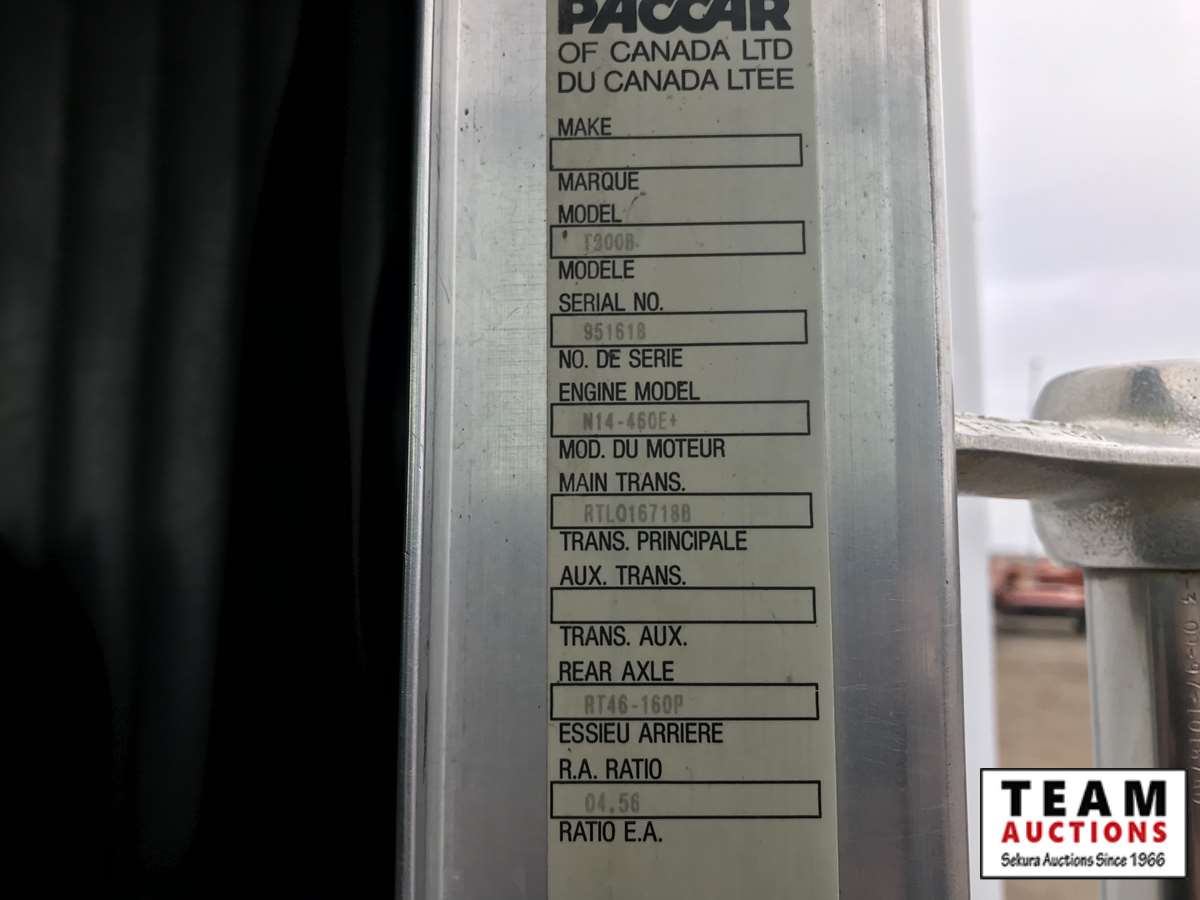 PACCAR
OF CANADA LTD
DU CANADA LTEE
MAKE
MARQUE
MODEL
T300B
MODELE
SERIAL NO.
951618
NO. DE SERIE
ENGINE MODEL
N14-460E+
MOD. DU MOTEUR
MAIN TRANS.
RTLO16718B
TRANS. PRINCIPALE
AUX. TRANS.
TRANS. AUX.
REAR AXLE
RT46-160P
ESSIEU ARRIERE
R.A. RATIO
04.56
RATIO E.A.
TEAM
AUCTIONS
Sekura Auctions Since 1966